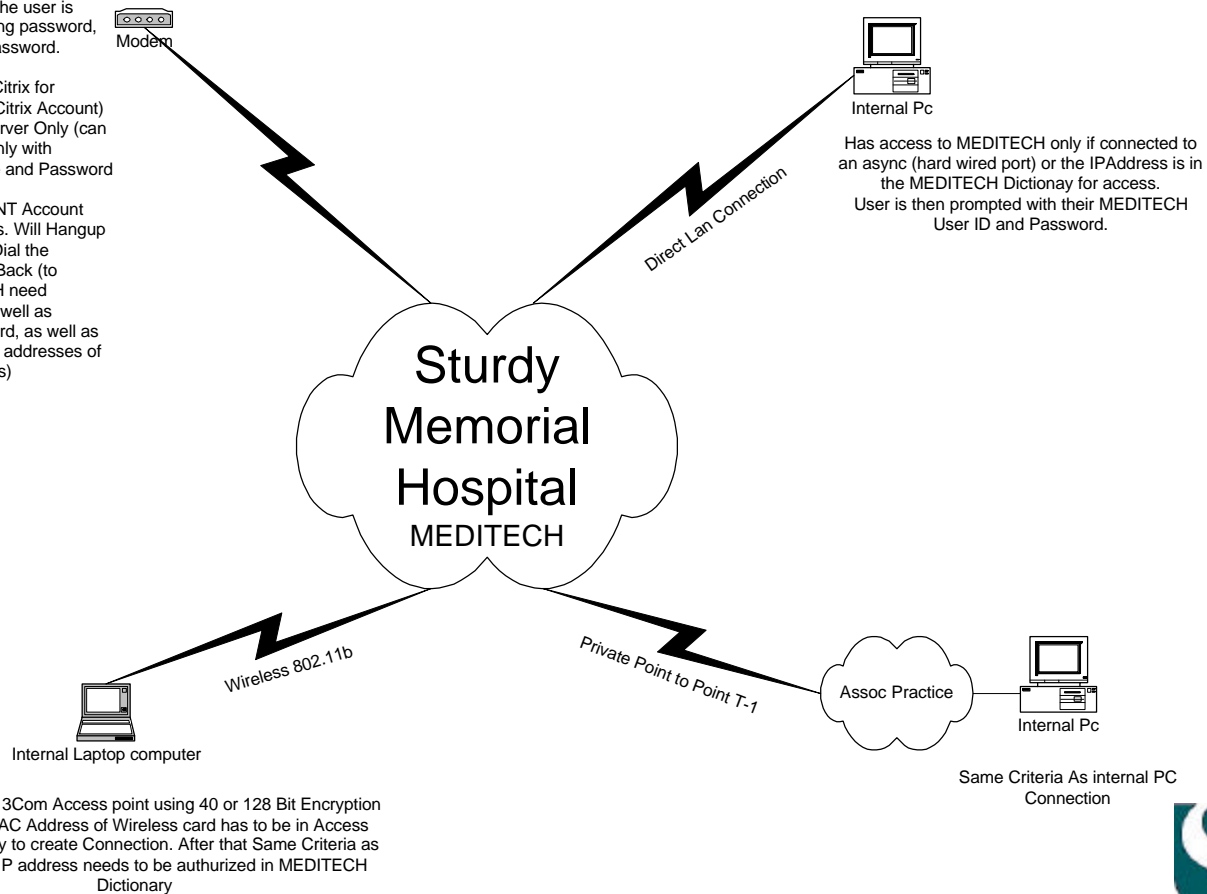 he user is
ng password,
assword.
Citrix for
Citrix Account)
rver Only (can
nly with
and Password
NT Account
s. Will Hangup
Dial the
Back (to
H need
well as
rd, as well as
addresses of
s)
Modem
Internal Pc
Has access to MEDITECH only if connected to
an async (hard wired port) or the IPAddress is in
the MEDITECH Dictionay for access.
User is then prompted with their MEDITECH
User ID and Password.
Direct Lan Connection
Sturdy
Memorial
Hospital
MEDITECH
Wireless 802.11b
Private Point to Point T-1
Internal Laptop computer
Assoc Practice
Internal Pc
Same Criteria As internal PC
Connection
3Com Access point using 40 or 128 Bit Encryption
AC Address of Wireless card has to be in Access
y to create Connection. After that Same Criteria as
P address needs to be authurized in MEDITECH
Dictionary